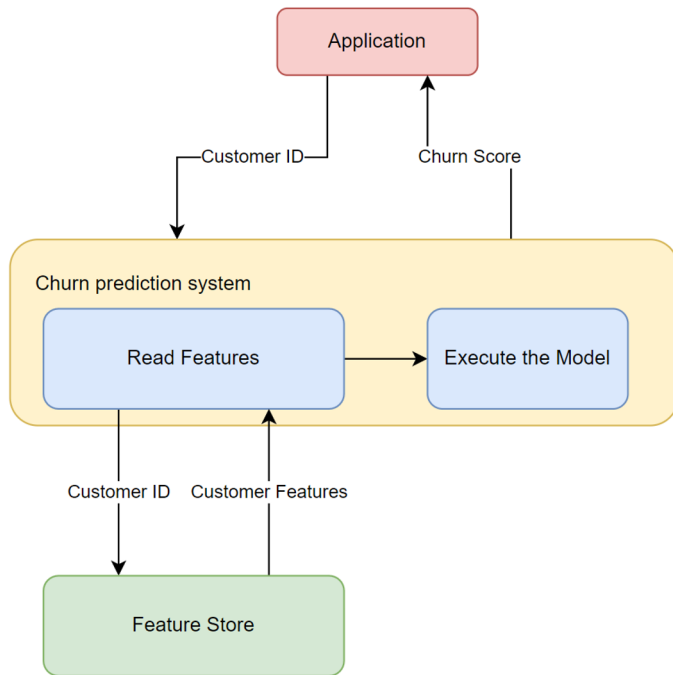 Application
Customer ID
Churn Score
Churn prediction system
Read Features
Execute the Model
Customer ID
Customer Features
Feature Store